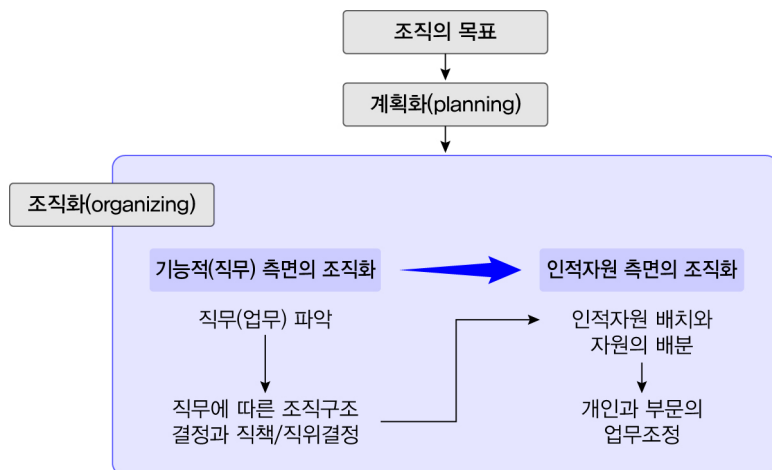 조직의 목표
계획화(planning)
조직화(organizing)
기능적(직무) 측면의 조직화
인적자원 측면의 조직화
직무(업무) 파악
인적자원 배치와
자원의 배분
직무에 따른 조직구조
결정과 직책/직위결정
개인과 부문의
업무조정